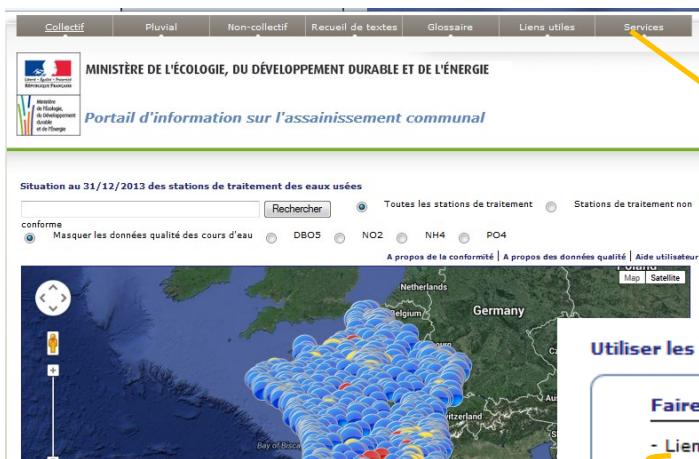 Collectif Pluvial Non-collectif Recueil de textes Glossaire Liens utiles Services
Liberté • Égalité • Fraternité
RÉPUBLIQUE FRANÇAISE
MINISTÈRE DE L'ÉCOLOGIE, DU DÉVELOPPEMENT DURABLE ET DE L'ÉNERGIE
Ministère
de l'Écologie,
du Développement
durable
et de l'Énergie
Portail d'information sur l'assainissement communal
Situation au 31/12/2013 des stations de traitement des eaux usées
Rechercher Toutes les stations de traitement Stations de traitement non
conforme
Masquer les données qualité des cours d'eau DBO5 NO2 NH4 PO4
A propos de la conformité | A propos des données qualité | Aide utilisateur
Poland
Map Satellite
Netherlands
Belgium
Germany
Utiliser les
Faire
- Lien
Bay of Bisca